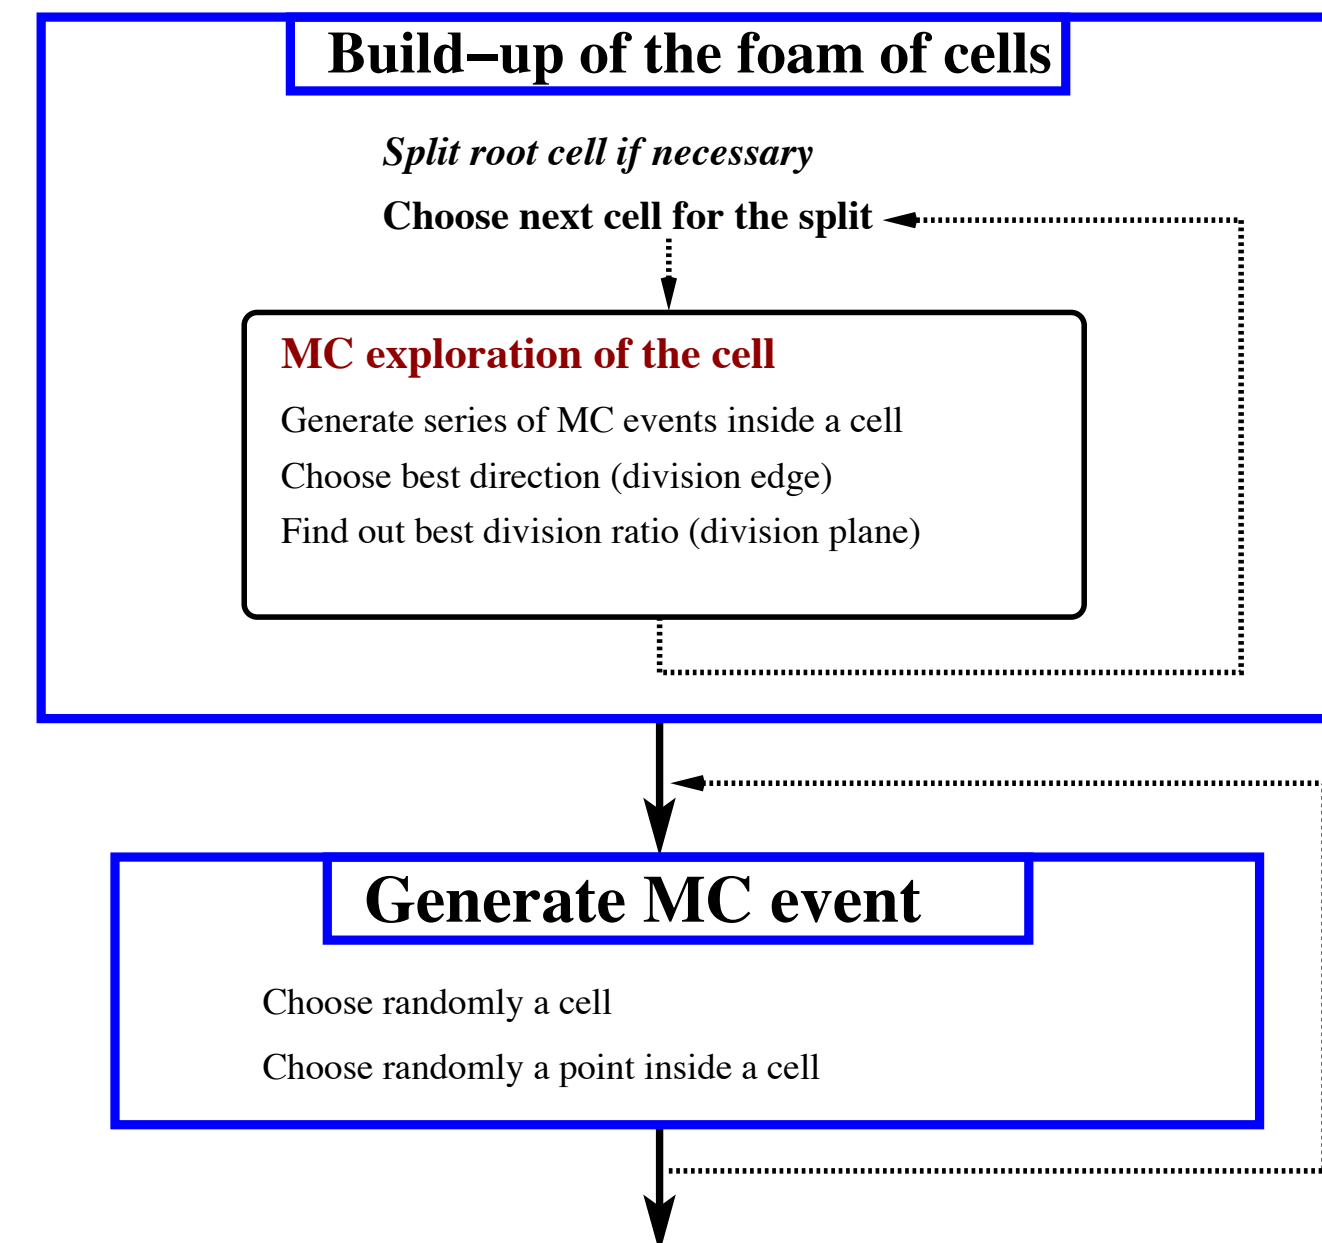 Build–up of the foam of cells
Split root cell if necessary
Choose next cell for the split
MC exploration of the cell
Generate series of MC events inside a cell
Choose best direction (division edge)
Find out best division ratio (division plane)
Generate MC event
Choose randomly a cell
Choose randomly a point inside a cell